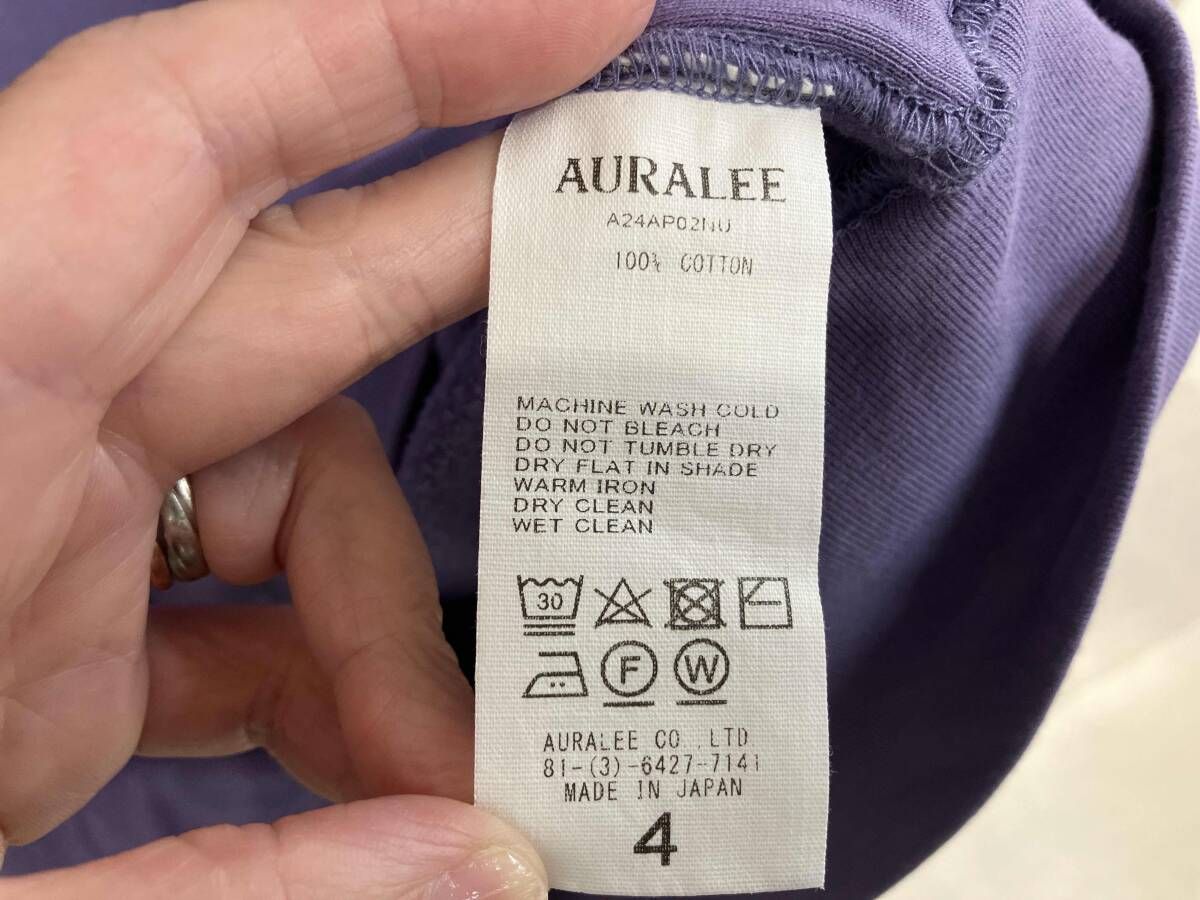 AURALEE
A24AP02NU
100% COTTON
MACHINE WASH COLD
DO NOT BLEACH
DO NOT TUMBLE DRY
DRY FLAT IN SHADE
WARM IRON
DRY CLEAN
WET CLEAN
30
F W
AURALEE CO.,LTD
81-(3)-6427-7141
MADE IN JAPAN
4